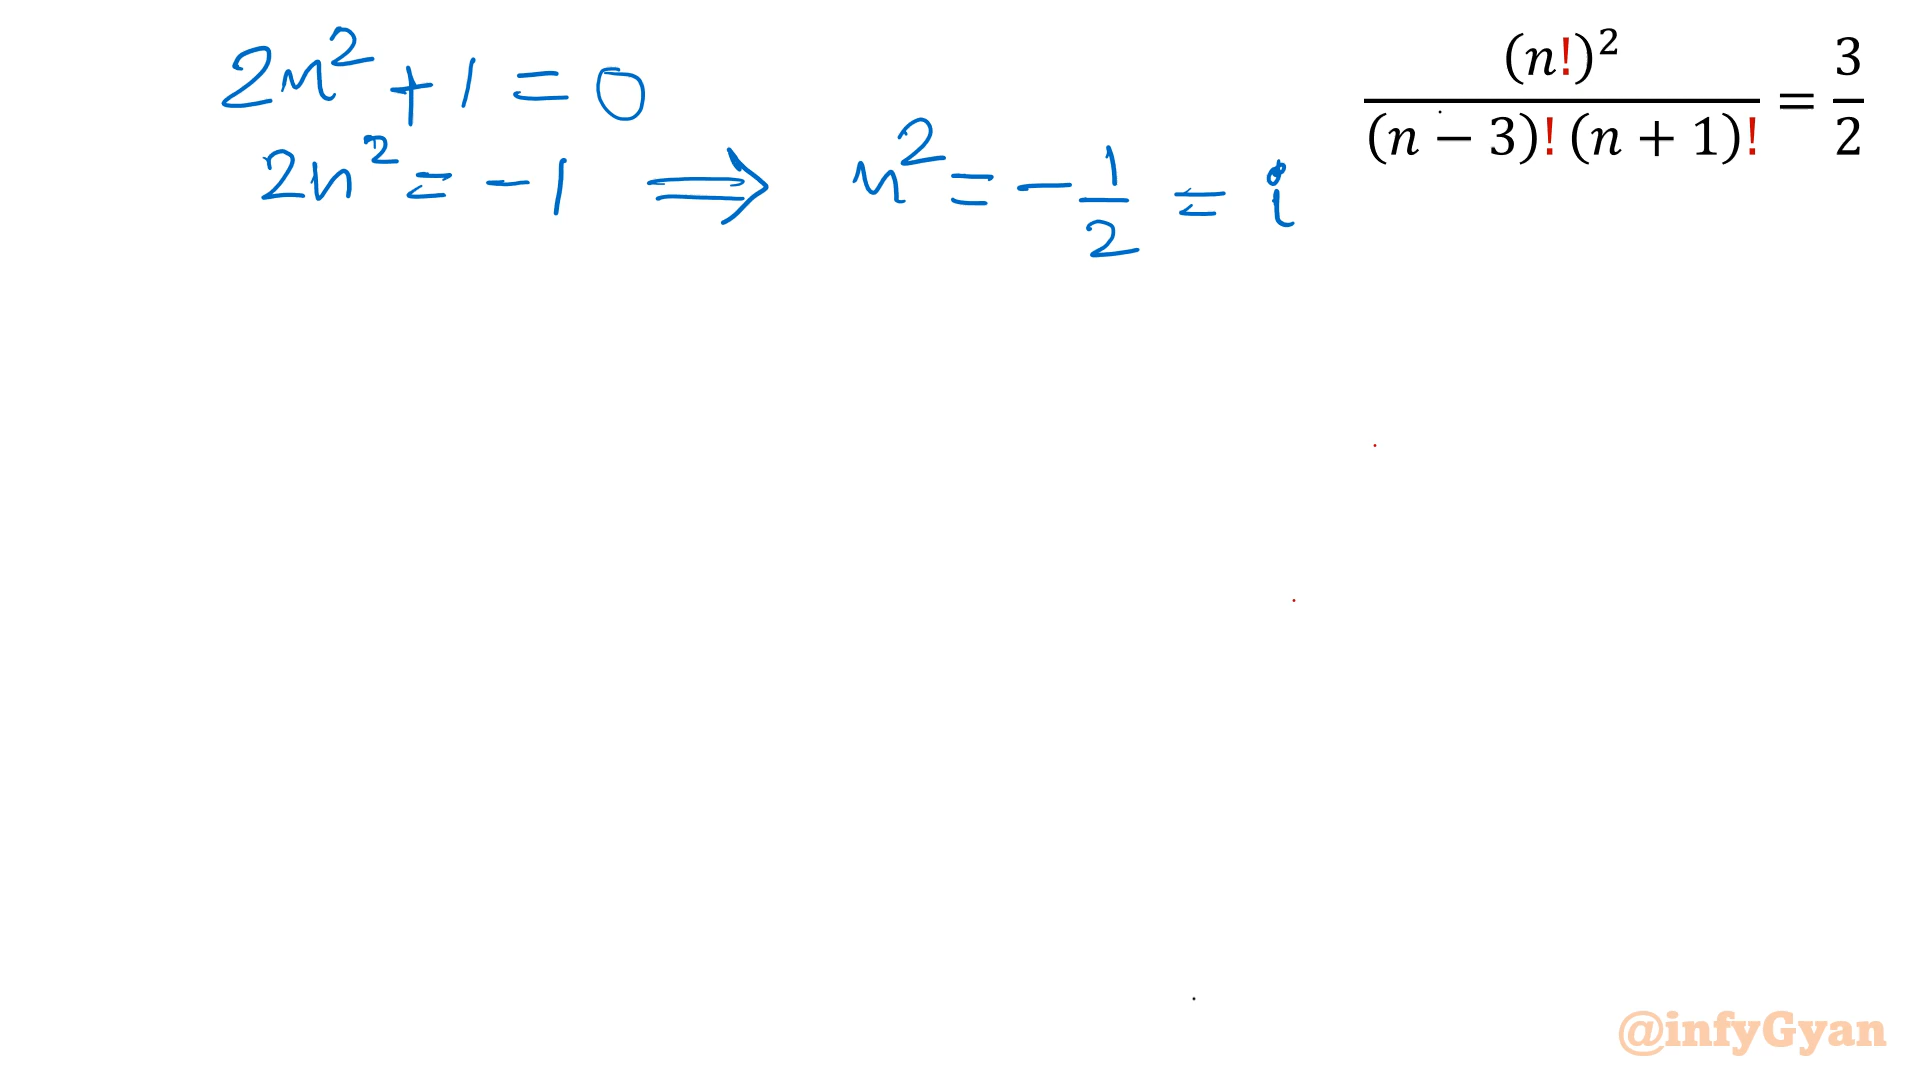 2n² + 1 = 0
2n² = -1 ⟹ n² = -1/2 = i
(n!)² / (n − 3)! (n + 1)! = 3/2
@infyGyan